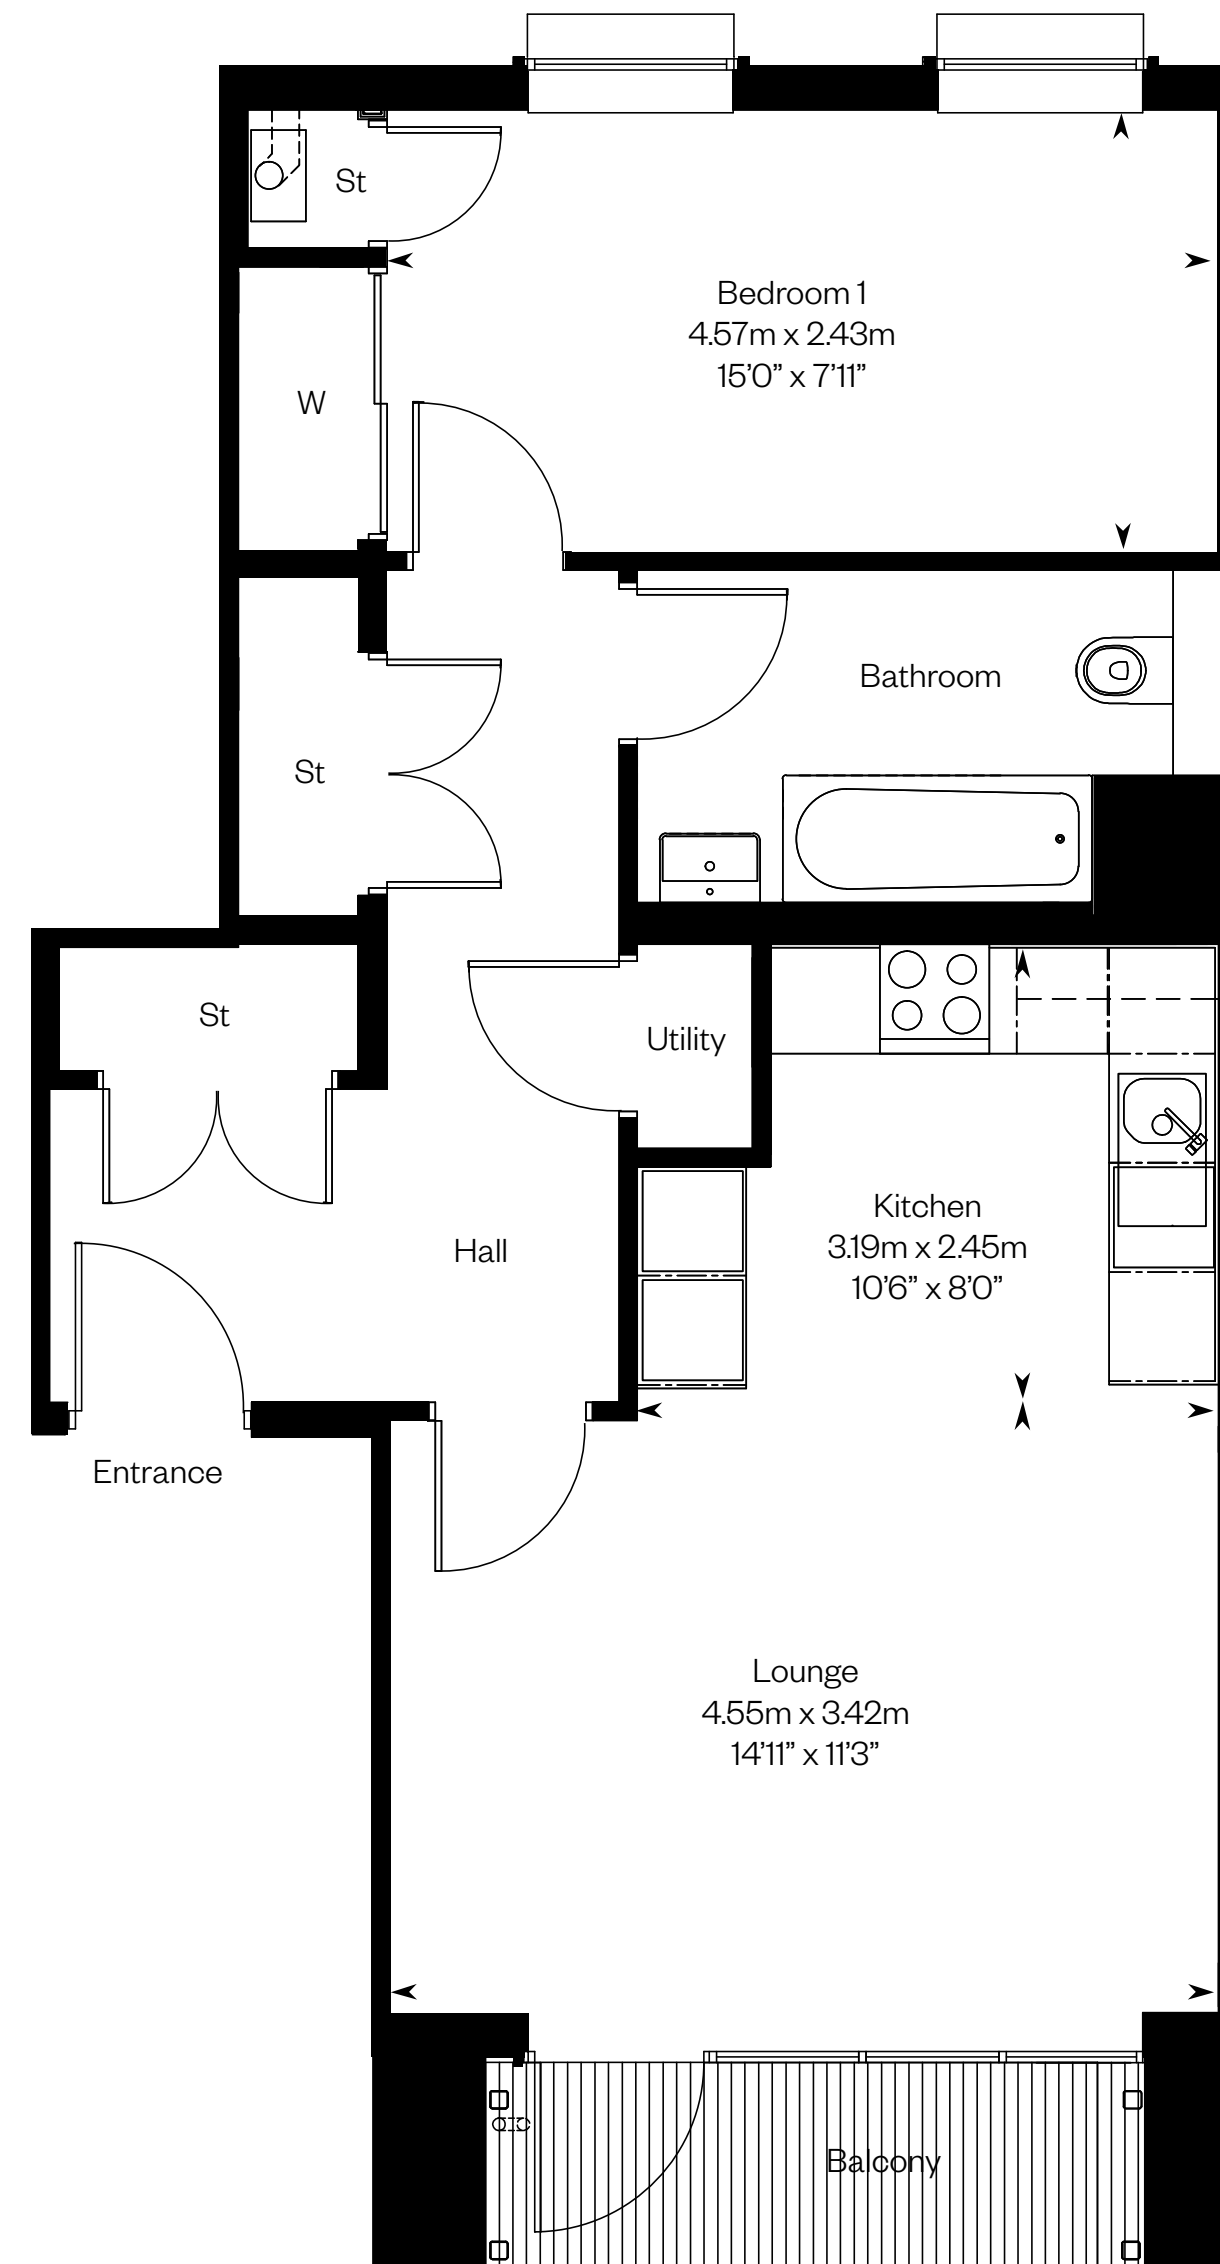 St
Bedroom 1
4.57m x 2.43m
15’0” x 7’11”
W
Bathroom
St
St
Utility
Kitchen
3.19m x 2.45m
10’6” x 8’0”
Hall
Entrance
Lounge
4.55m x 3.42m
14’11” x 11’3”
Balcony